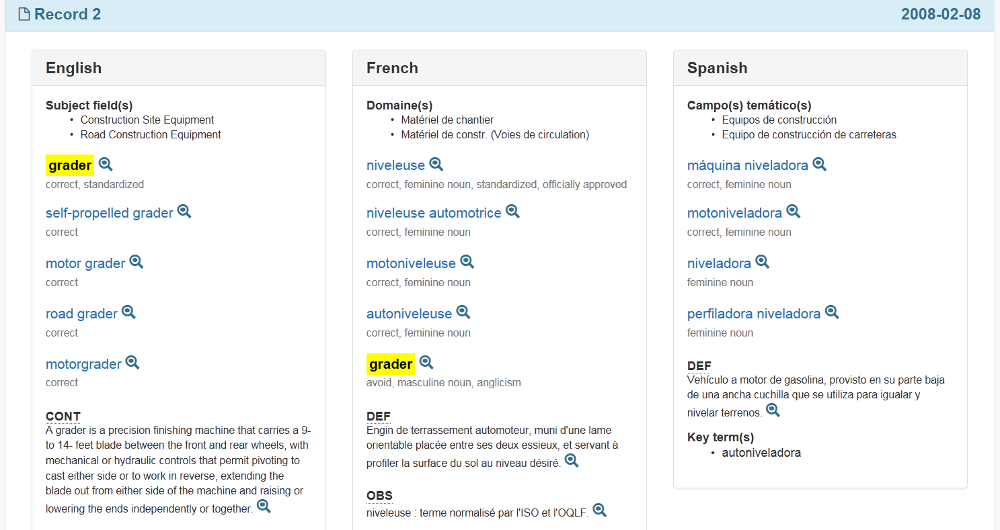 Record 2
2008-02-08
English
Subject field(s)
• Construction Site Equipment
• Road Construction Equipment
grader
correct, standardized
self-propelled grader
correct
motor grader
correct
road grader
correct
motorgrader
correct
CONT
A grader is a precision finishing machine that carries a 9-
to 14- feet blade between the front and rear wheels, with
mechanical or hydraulic controls that permit pivoting to
cast either side or to work in reverse, extending the
blade out from either side of the machine and raising or
lowering the ends independently or together.
French
Domaine(s)
• Matériel de chantier
• Matériel de constr. (Voies de circulation)
niveleuse
correct, feminine noun, standardized, officially approved
niveleuse automotrice
correct, feminine noun
motoniveleuse
correct, feminine noun
autoniveleuse
correct, feminine noun
grader
avoid, masculine noun, anglicism
DEF
Engin de terrassement automoteur, muni d'une lame
orientable placée entre ses deux essieux, et servant à
profiler la surface du sol au niveau désiré.
OBS
niveleuse : terme normalisé par l'ISO et l'OQLF.
Spanish
Campo(s) temático(s)
• Equipos de construcción
• Equipo de construcción de carreteras
máquina niveladora
correct, feminine noun
motoniveladora
correct, feminine noun
niveladora
feminine noun
perfiladora niveladora
feminine noun
DEF
Vehículo a motor de gasolina, provisto en su parte baja
de una ancha cuchilla que se utiliza para igualar y
nivelar terrenos.
Key term(s)
• autoniveladora